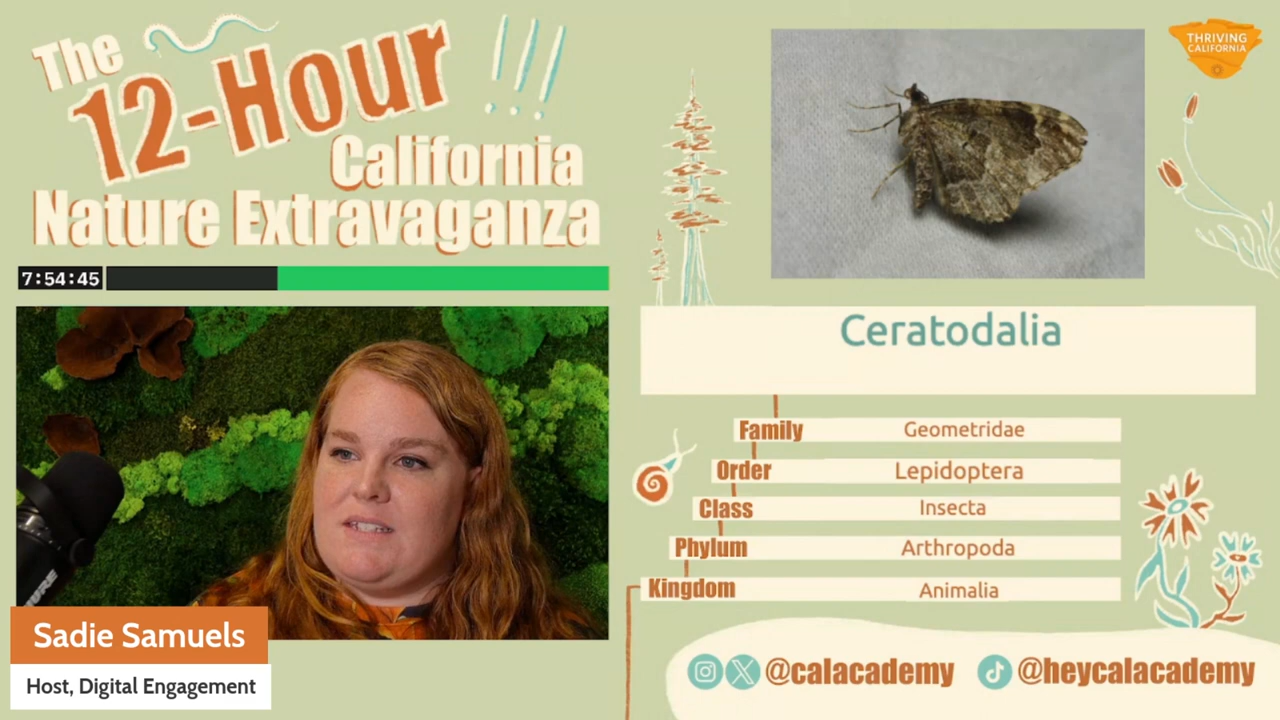 The
12-Hour
!!!
California
Nature Extravaganza
THRIVING
CALIFORNIA
7:54:45
Ceratodalia
Family Geometridae
Order Lepidoptera
Class Insecta
Phylum Arthropoda
Kingdom Animalia
SHURE
Sadie Samuels
Host, Digital Engagement
@calacademy @heycalacademy